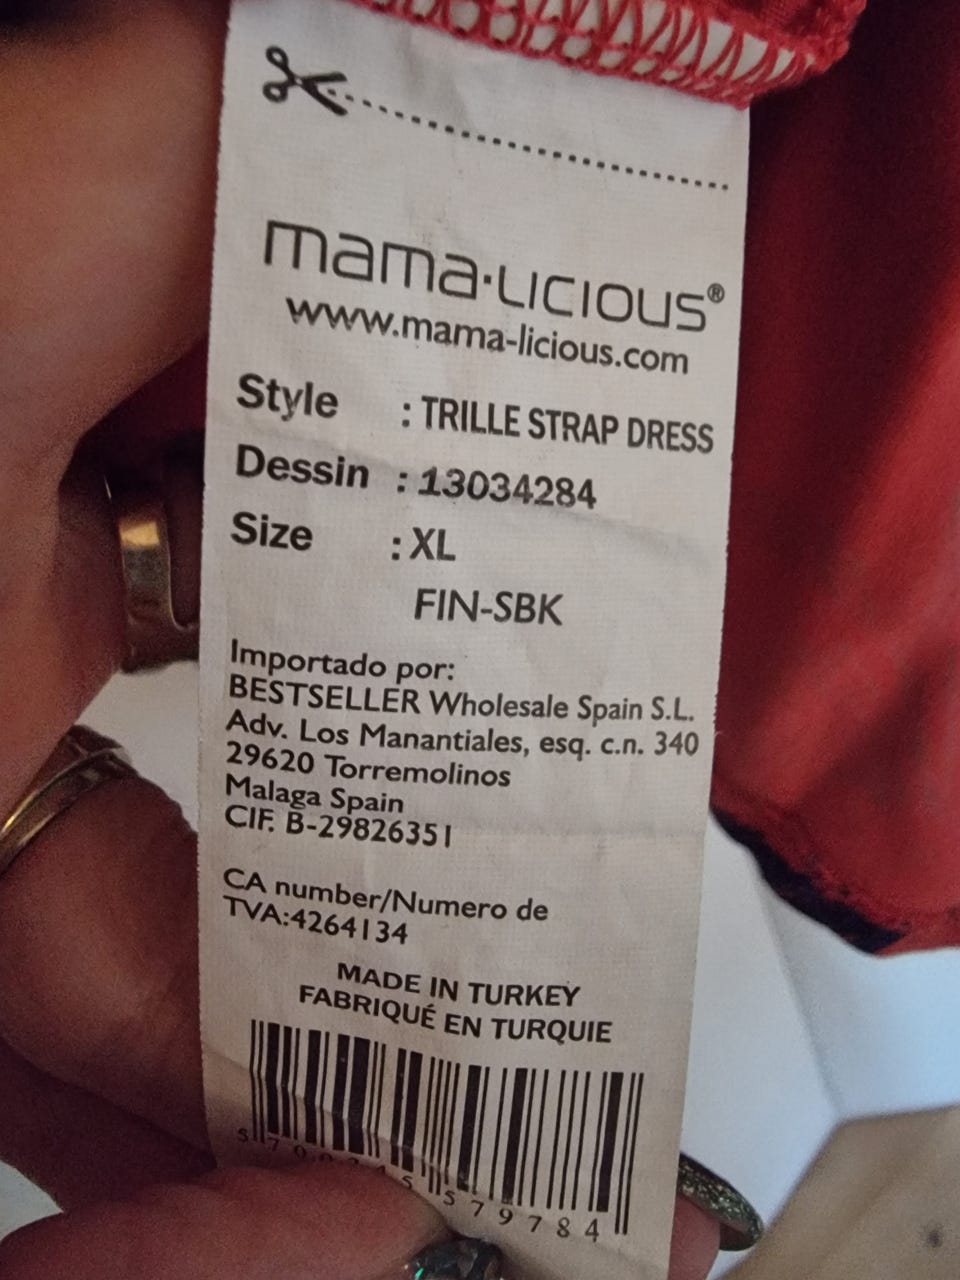 mama·licious®
www.mama-licious.com
Style : TRILLE STRAP DRESS
Dessin : 13034284
Size : XL
FIN-SBK
Importado por:
BESTSELLER Wholesale Spain S.L.
Adv. Los Manantiales, esq. c.n. 340
29620 Torremolinos
Malaga Spain
CIF. B-29826351
CA number/Numero de
TVA:4264134
MADE IN TURKEY
FABRIQUÉ EN TURQUIE
579784